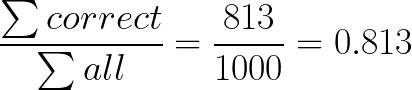 ∑ correct / ∑ all = 813 / 1000 = 0.813